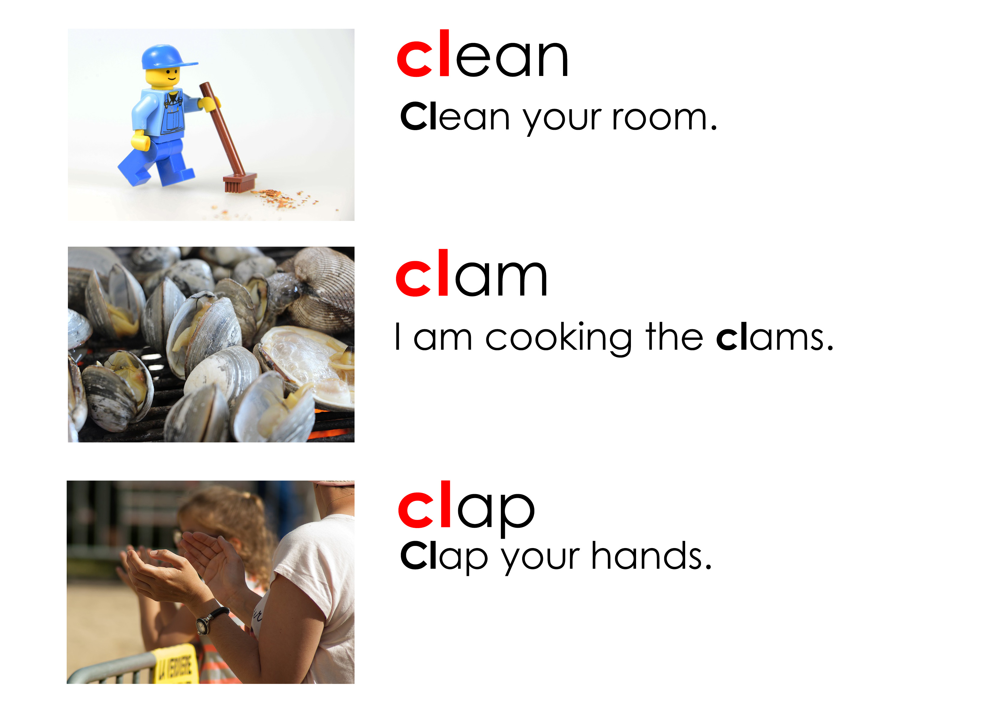 clean
Clean your room.
clam
I am cooking the clams.
clap
Clap your hands.